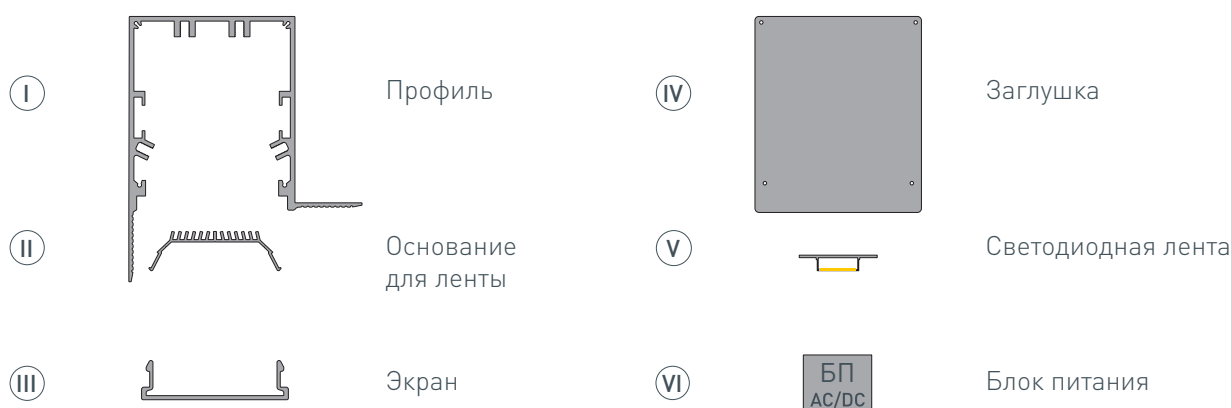 I
Профиль
II
Основание
для ленты
III
Экран
IV
Заглушка
V
Светодиодная лента
VI
БП
AC/DC
Блок питания